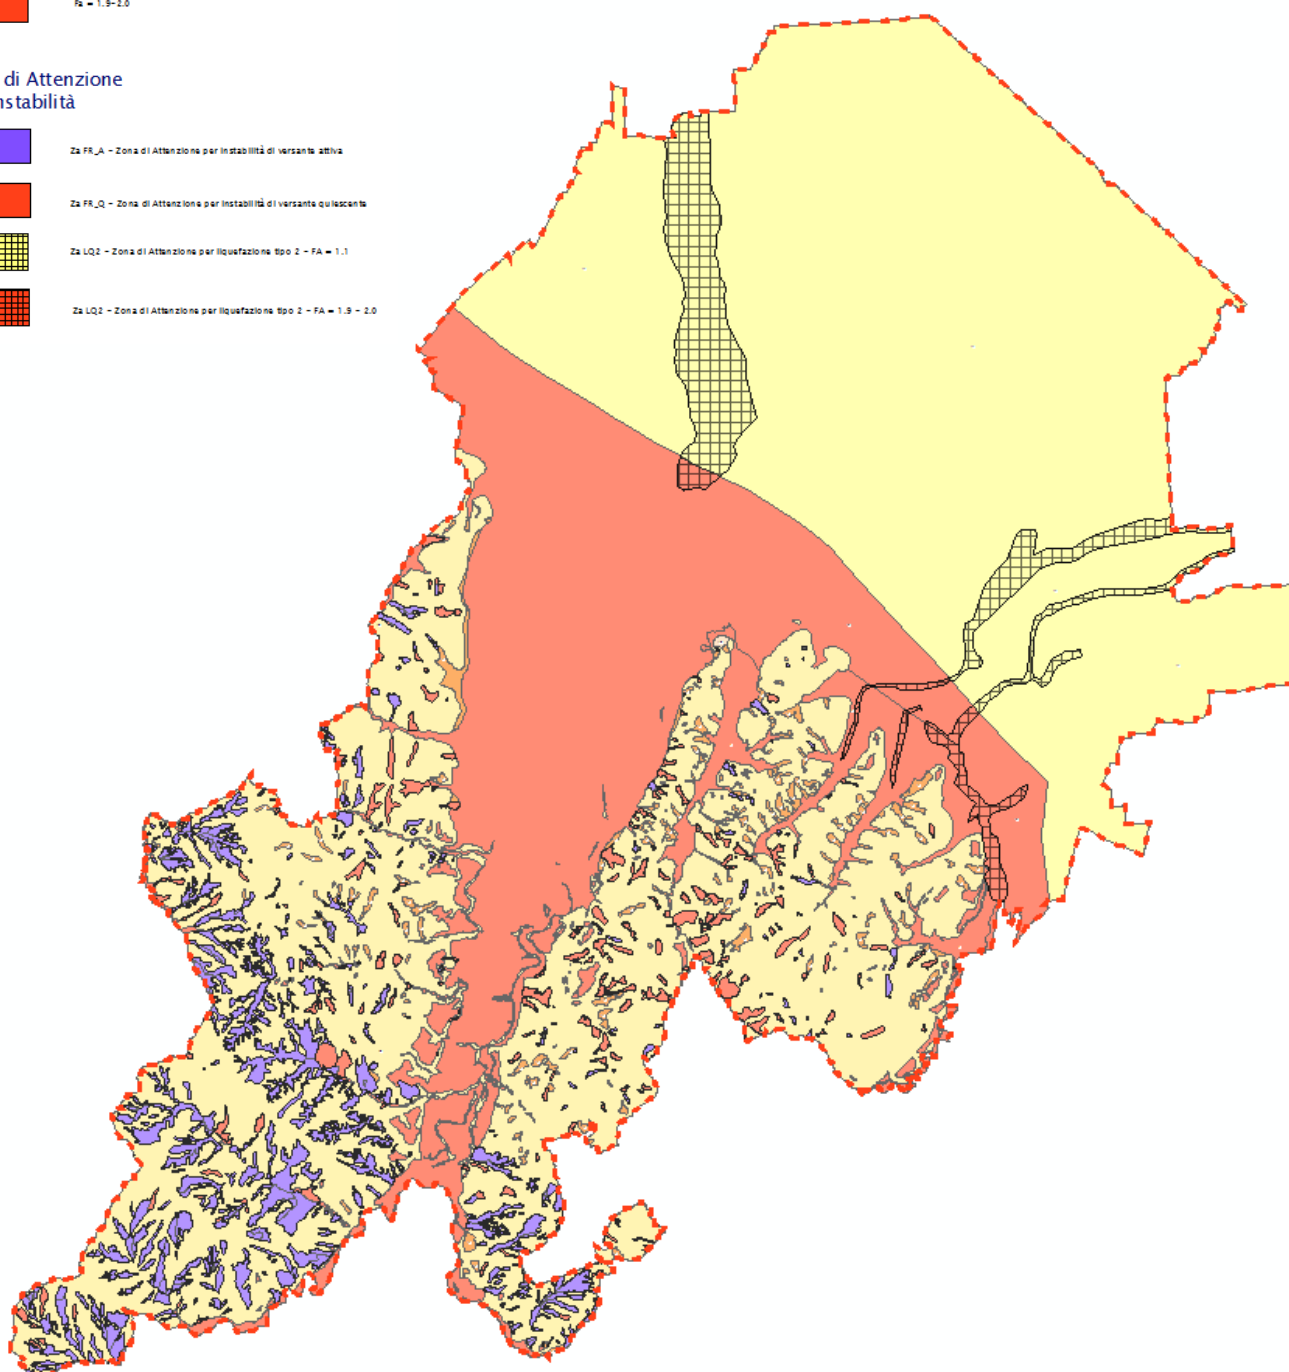 Fa = 1.9-2.0
di Attenzione
nstabilità
Za FR_A - Zona di Attenzione per instabilità di versante attiva
Za FR_Q - Zona di Attenzione per instabilità di versante quiescente
Za LQ2 - Zona di Attenzione per liquefazione tipo 2 - FA = 1.1
Za LQ2 - Zona di Attenzione per liquefazione tipo 2 - FA = 1.9 - 2.0